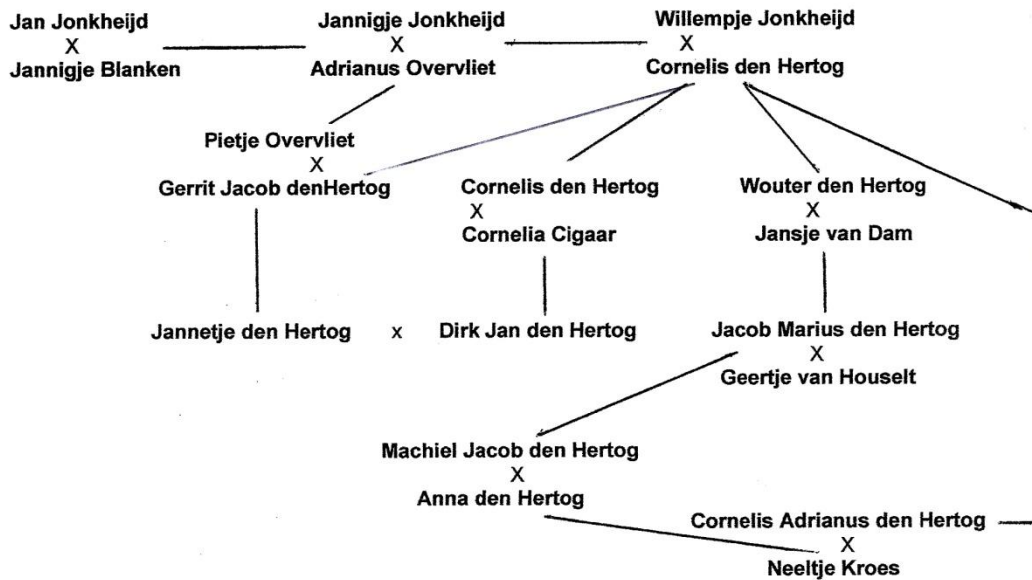 Jan Jonkheijd
X
Jannigje Blanken
Jannigje Jonkheijd
X
Adrianus Overvliet
Willempje Jonkheijd
X
Cornelis den Hertog
Pietje Overvliet
X
Gerrit Jacob denHertog
Cornelis den Hertog
X
Cornelia Cigaar
Wouter den Hertog
X
Jansje van Dam
Jannetje den Hertog x Dirk Jan den Hertog
Jacob Marius den Hertog
X
Geertje van Houselt
Machiel Jacob den Hertog
X
Anna den Hertog
Cornelis Adrianus den Hertog
X
Neeltje Kroes